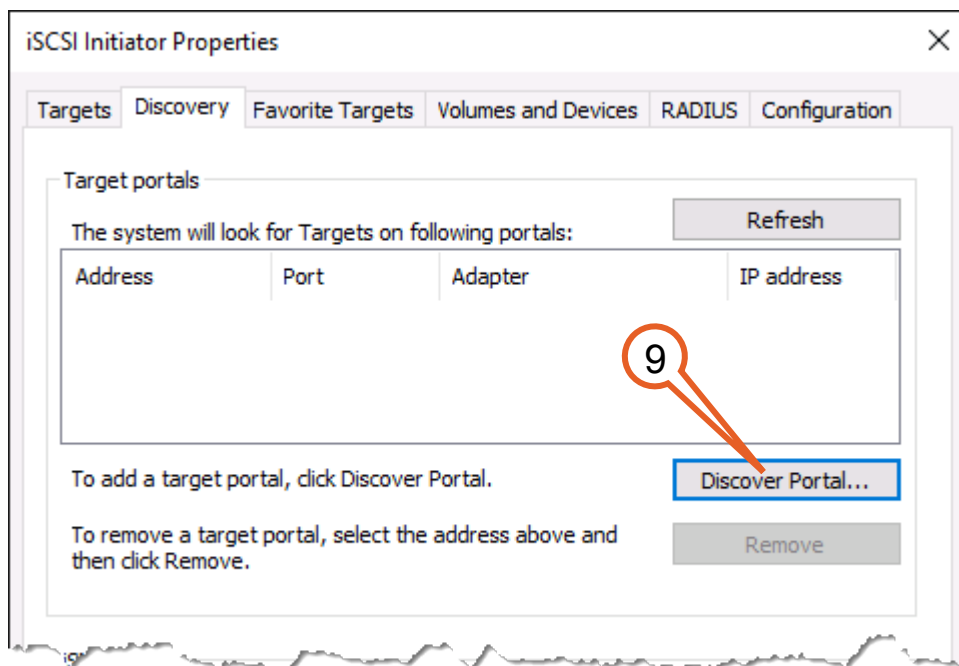 iSCSI Initiator Properties
Targets Discovery Favorite Targets Volumes and Devices RADIUS Configuration
Target portals
The system will look for Targets on following portals:
Refresh
Address Port Adapter IP address
9
To add a target portal, click Discover Portal.
Discover Portal...
To remove a target portal, select the address above and
then click Remove.
Remove